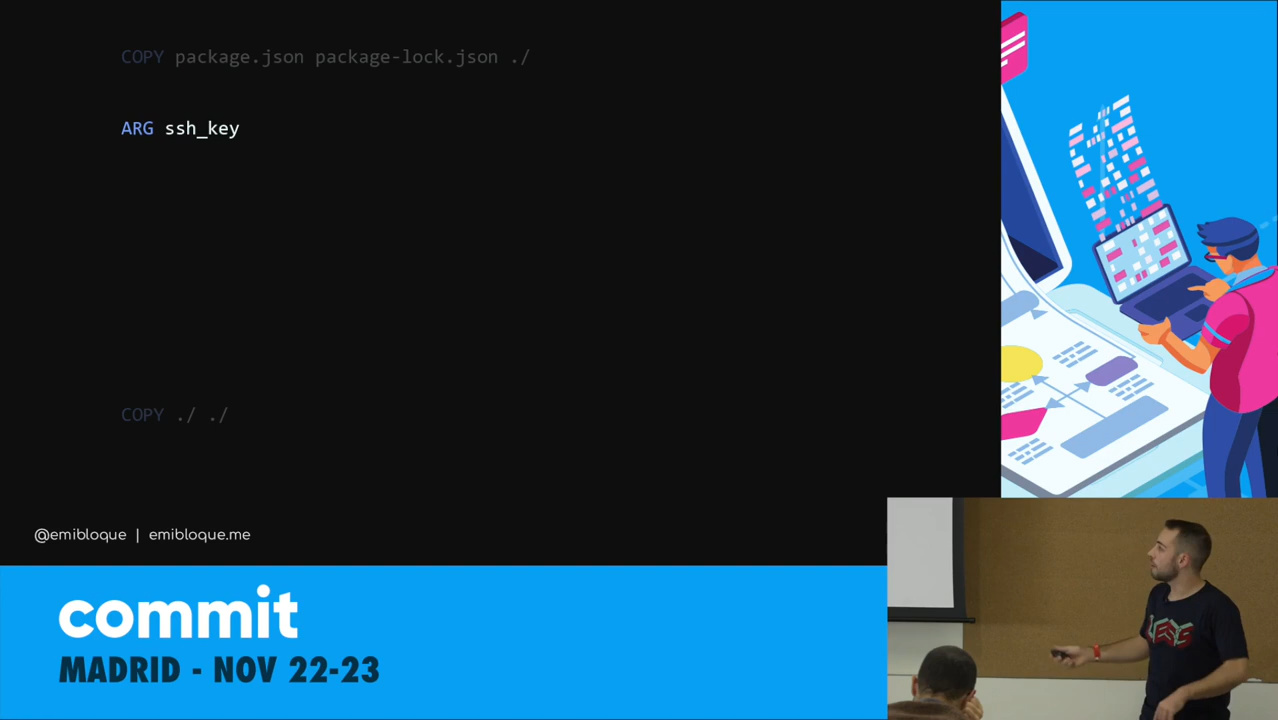 COPY package.json package-lock.json ./
ARG ssh_key
COPY ./ ./
@emibloque | emibloque.me
commit
MADRID - NOV 22-23